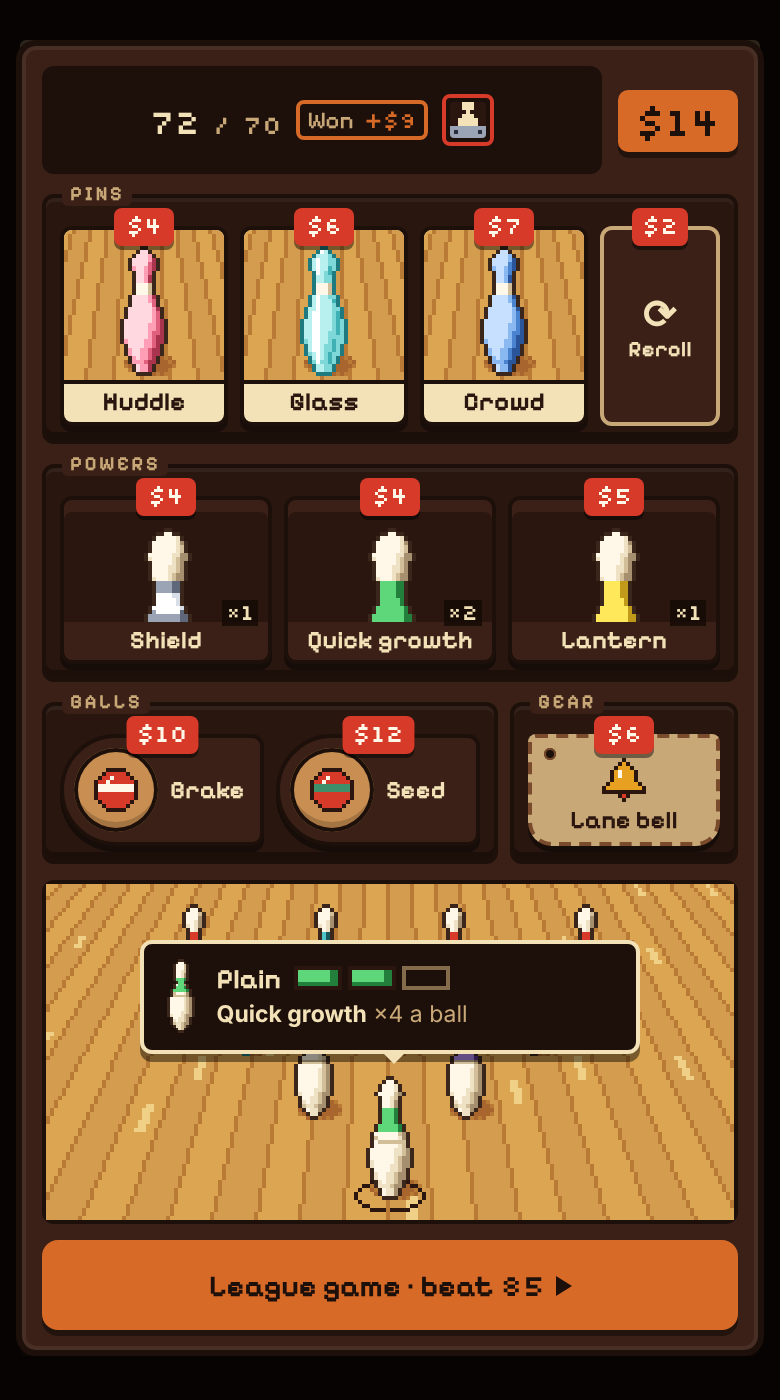 72 / 70 Won +$9 $14
PINS
$4 $6 $7 $2
Reroll
Huddle Glass Crowd
POWERS
$4 $4 $5
×1 ×2 ×1
Shield Quick growth Lantern
BALLS GEAR
$10 $12 $6
Brake Seed
Lane bell
Plain
Quick growth ×4 a ball
League game · beat 85 ▶